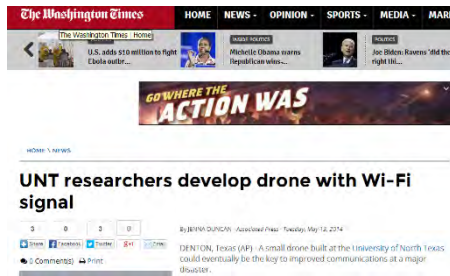 The Washington Times
HOME NEWS - OPINION - SPORTS - MEDIA - MAR
The Washington Times | Home
U.S. adds $10 million to fight
Ebola outbr...
INSIDE POLITICS
Michelle Obama warns
Republican wins...
POLITICS
Joe Biden: Ravens 'did the
right thi...
GO WHERE THE
ACTION WAS
HOME \ NEWS
UNT researchers develop drone with Wi-Fi
signal
3 0 3 0
Share Facebook Twitter g+1
By JENNA DUNCAN - Associated Press - Tuesday, May 13, 2014
0 Comment(s) Print
DENTON, Texas (AP) - A small drone built at the University of North Texas
could eventually be the key to improved communications at a major
disaster.